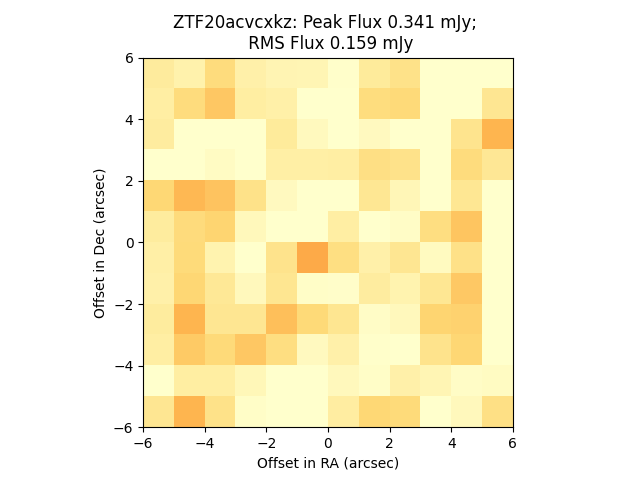 ZTF20acvcxkz: Peak Flux 0.341 mJy;
RMS Flux 0.159 mJy
6
4
2
0
−2
−4
−6
Offset in Dec (arcsec)
−6 −4 −2 0 2 4 6
Offset in RA (arcsec)